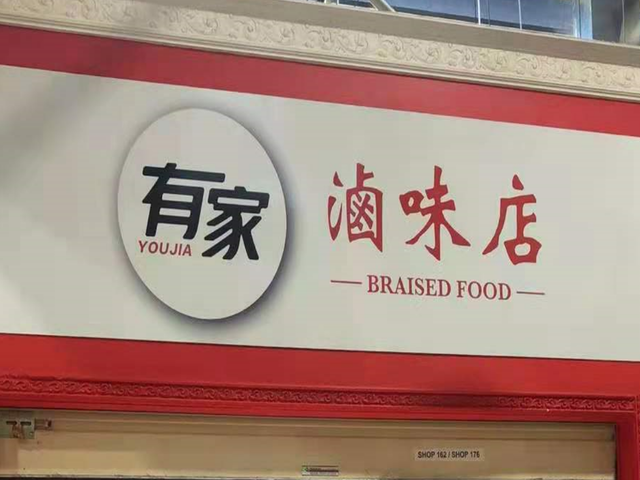 有家
YOUJIA
滷味店
BRAISED FOOD
SHOP 162 / SHOP 176